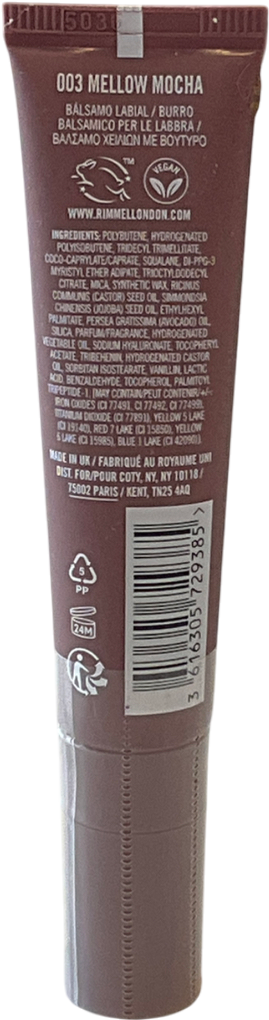 5036
003 MELLOW MOCHA
BÁLSAMO LABIAL / BURRO
BALSAMICO PER LE LABBRA /
ΒΑΛΣΑΜΟ ΧΕΙΛΙΩΝ ΜΕ ΒΟΥΤΥΡΟ
TM
VEGAN
WWW.RIMMELLONDON.COM
INGREDIENTS: POLYBUTENE, HYDROGENATED
POLYISOBUTENE, TRIDECYL TRIMELLITATE,
COCO-CAPRYLATE/CAPRATE, SQUALANE, DI-PPG-3
MYRISTYL ETHER ADIPATE, TRIOCTYLDODECYL
CITRATE, MICA, SYNTHETIC WAX, RICINUS
COMMUNIS (CASTOR) SEED OIL, SIMMONDSIA
CHINENSIS (JOJOBA) SEED OIL, ETHYLHEXYL
PALMITATE, PERSEA GRATISSIMA (AVOCADO) OIL,
SILICA, PARFUM/FRAGRANCE, HYDROGENATED
VEGETABLE OIL, SODIUM HYALURONATE, TOCOPHERYL
ACETATE, TRIBEHENIN, HYDROGENATED CASTOR
OIL, SORBITAN ISOSTEARATE, VANILLIN, LACTIC
ACID, BENZALDEHYDE, TOCOPHEROL, PALMITOYL
TRIPEPTIDE-1. [MAY CONTAIN/PEUT CONTENIR/+/-:
IRON OXIDES (CI 77491, CI 77492, CI 77499),
TITANIUM DIOXIDE (CI 77891), YELLOW 5 LAKE
(CI 19140), RED 7 LAKE (CI 15850), YELLOW
6 LAKE (CI 15985), BLUE 1 LAKE (CI 42090)].
MADE IN UK / FABRIQUÉ AU ROYAUME UNI
DIST. FOR/POUR COTY, NY, NY 10118 /
75002 PARIS / KENT, TN25 4AQ
5
PP
24M
3 616305 729385 >